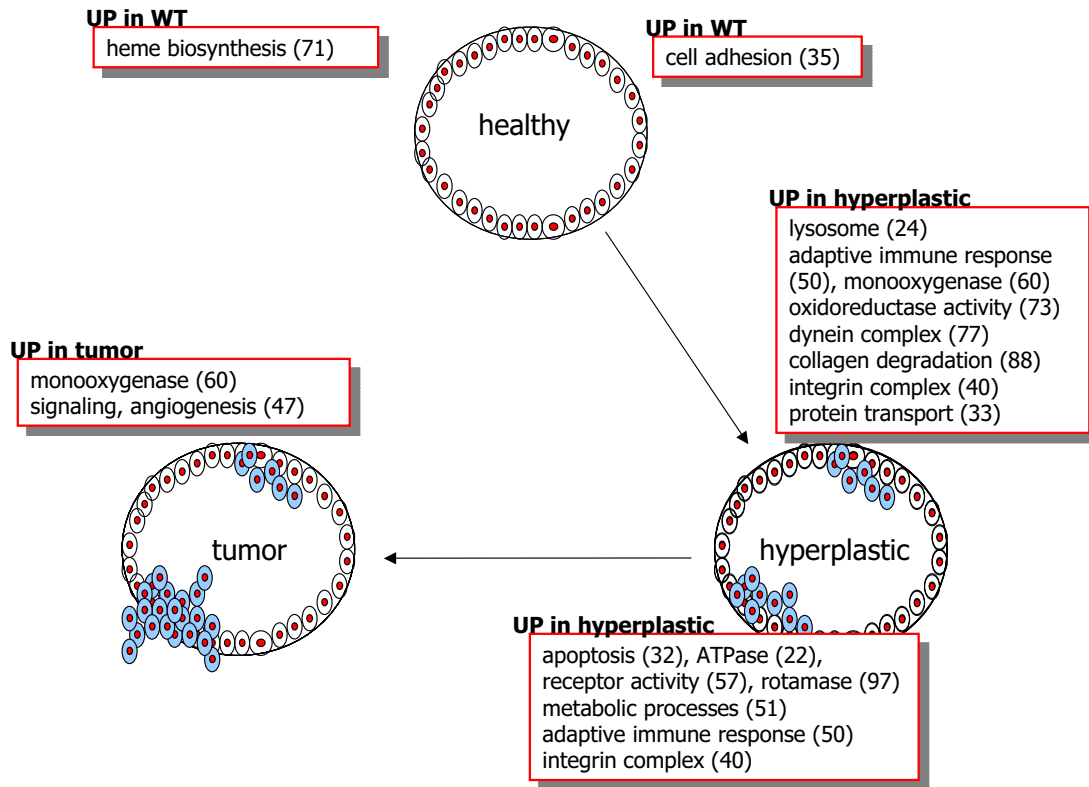 UP in WT
heme biosynthesis (71)
UP in WT
cell adhesion (35)
healthy
UP in hyperplastic
lysosome (24)
adaptive immune response
(50), monooxygenase (60)
oxidoreductase activity (73)
dynein complex (77)
collagen degradation (88)
integrin complex (40)
protein transport (33)
UP in tumor
monooxygenase (60)
signaling, angiogenesis (47)
tumor
hyperplastic
UP in hyperplastic
apoptosis (32), ATPase (22),
receptor activity (57), rotamase (97)
metabolic processes (51)
adaptive immune response (50)
integrin complex (40)